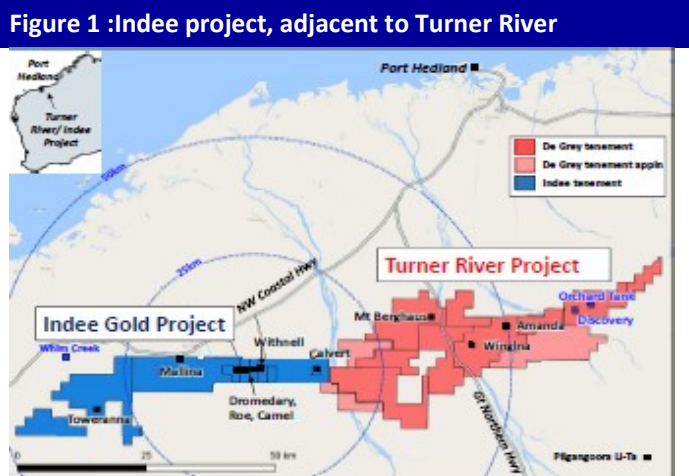 Figure 1 :Indee project, adjacent to Turner River
Port
Hedland
Turner
River/ Indee
Project
Port Hedland
De Grey tenement
De Grey tenement appln
Indee tenement
50km
25km
NW Coastal Hwy
Turner River Project
Orchard Tank
Discovery
Mt Berghaus
Amanda
Indee Gold Project
Withnell
Wingina
Whim Creek
Calvert
Mallina
Dromedary,
Roe, Camel
Toweranna
Gt Northern Hwy
0
25
50 km
Pilgangoora Li-Ta